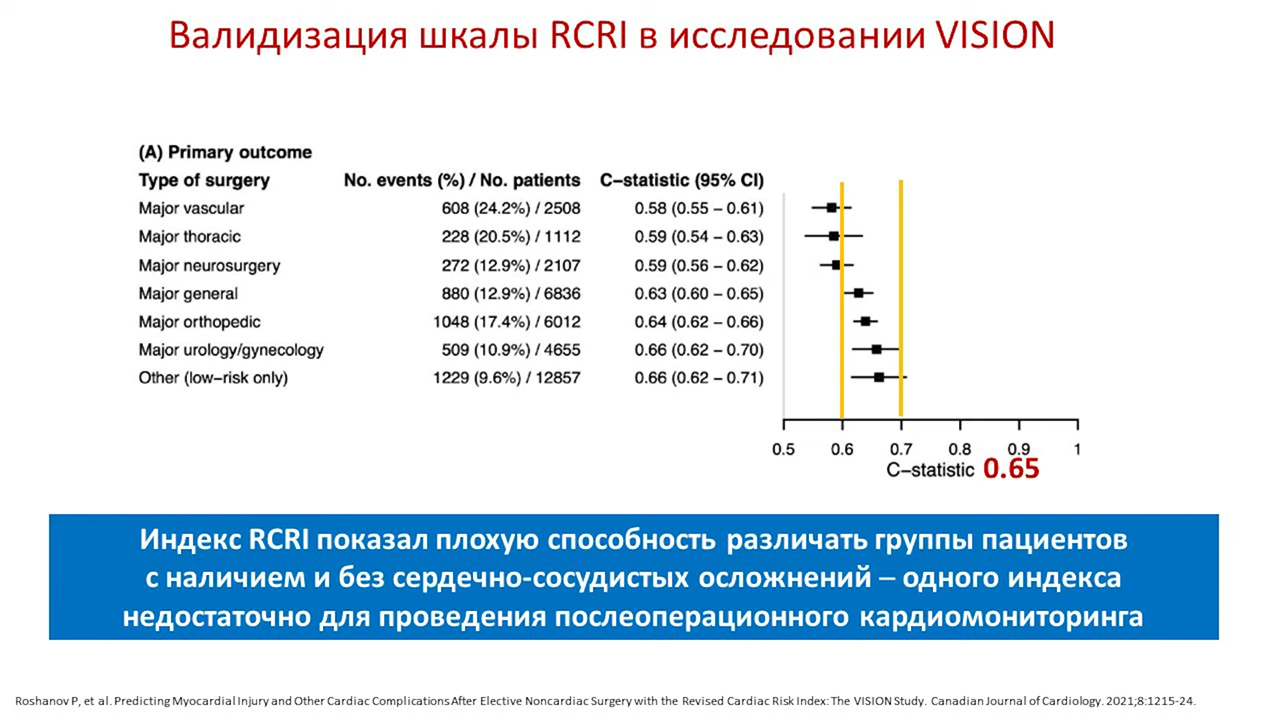 Валидизация шкалы RCRI в исследовании VISION
(A) Primary outcome
Type of surgery No. events (%) / No. patients C−statistic (95% CI)
Major vascular 608 (24.2%) / 2508 0.58 (0.55 – 0.61)
Major thoracic 228 (20.5%) / 1112 0.59 (0.54 – 0.63)
Major neurosurgery 272 (12.9%) / 2107 0.59 (0.56 – 0.62)
Major general 880 (12.9%) / 6836 0.63 (0.60 – 0.65)
Major orthopedic 1048 (17.4%) / 6012 0.64 (0.62 – 0.66)
Major urology/gynecology 509 (10.9%) / 4655 0.66 (0.62 – 0.70)
Other (low−risk only) 1229 (9.6%) / 12857 0.66 (0.62 – 0.71)
0.5 0.6 0.7 0.8 0.9 1
C−statistic 0.65
Индекс RCRI показал плохую способность различать группы пациентов
с наличием и без сердечно-сосудистых осложнений – одного индекса
недостаточно для проведения послеоперационного кардиомониторинга
Roshanov P, et al. Predicting Myocardial Injury and Other Cardiac Complications After Elective Noncardiac Surgery with the Revised Cardiac Risk Index: The VISION Study. Canadian Journal of Cardiology. 2021;8:1215-24.